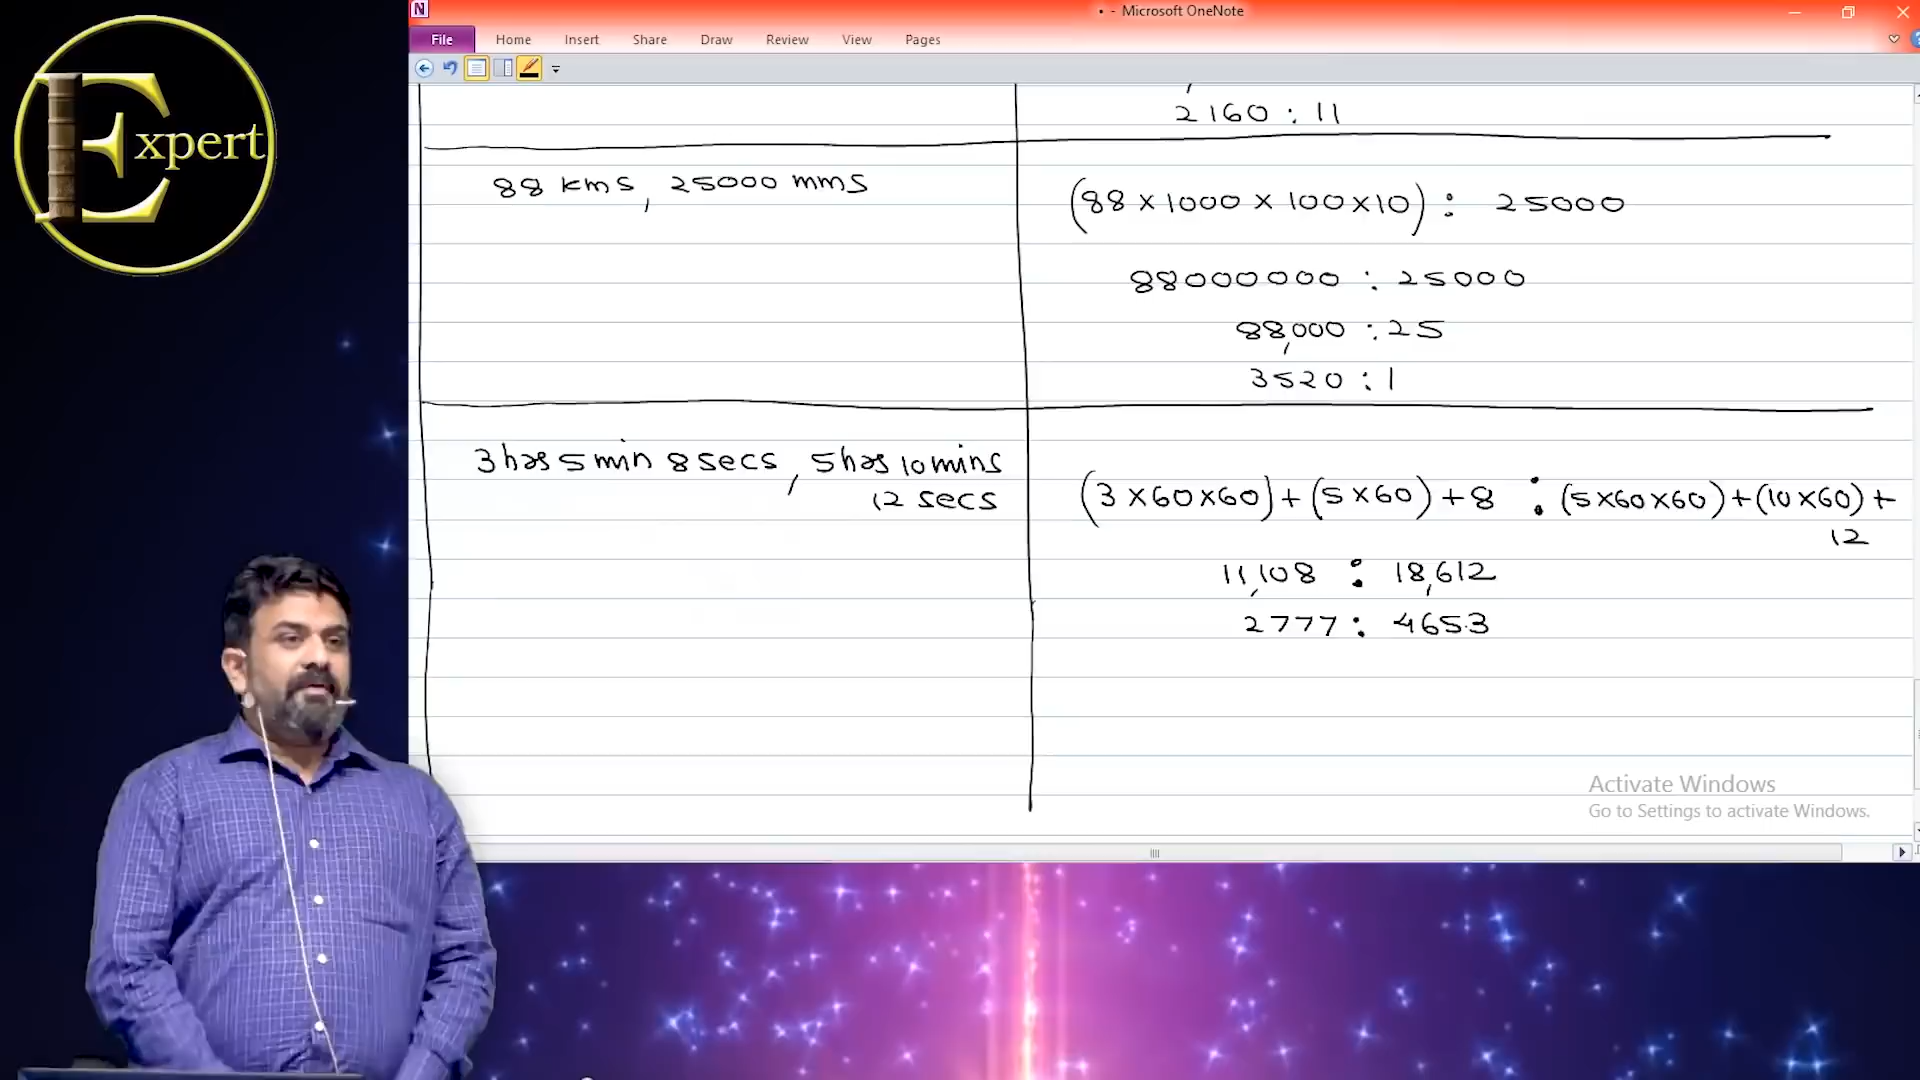 Expert
• - Microsoft OneNote
File Home Insert Share Draw Review View Pages
2160 : 11
88 kms, 25000 mms
(88 × 1000 × 100 × 10) : 25000
88000000 : 25000
88,000 : 25
3520 : 1
3 hrs 5 min 8 secs, 5 hrs 10 mins
12 secs
(3 × 60 × 60) + (5 × 60) + 8 : (5 × 60 × 60) + (10 × 60) +
12
11,108 : 18,612
2777 : 4653
Activate Windows
Go to Settings to activate Windows.